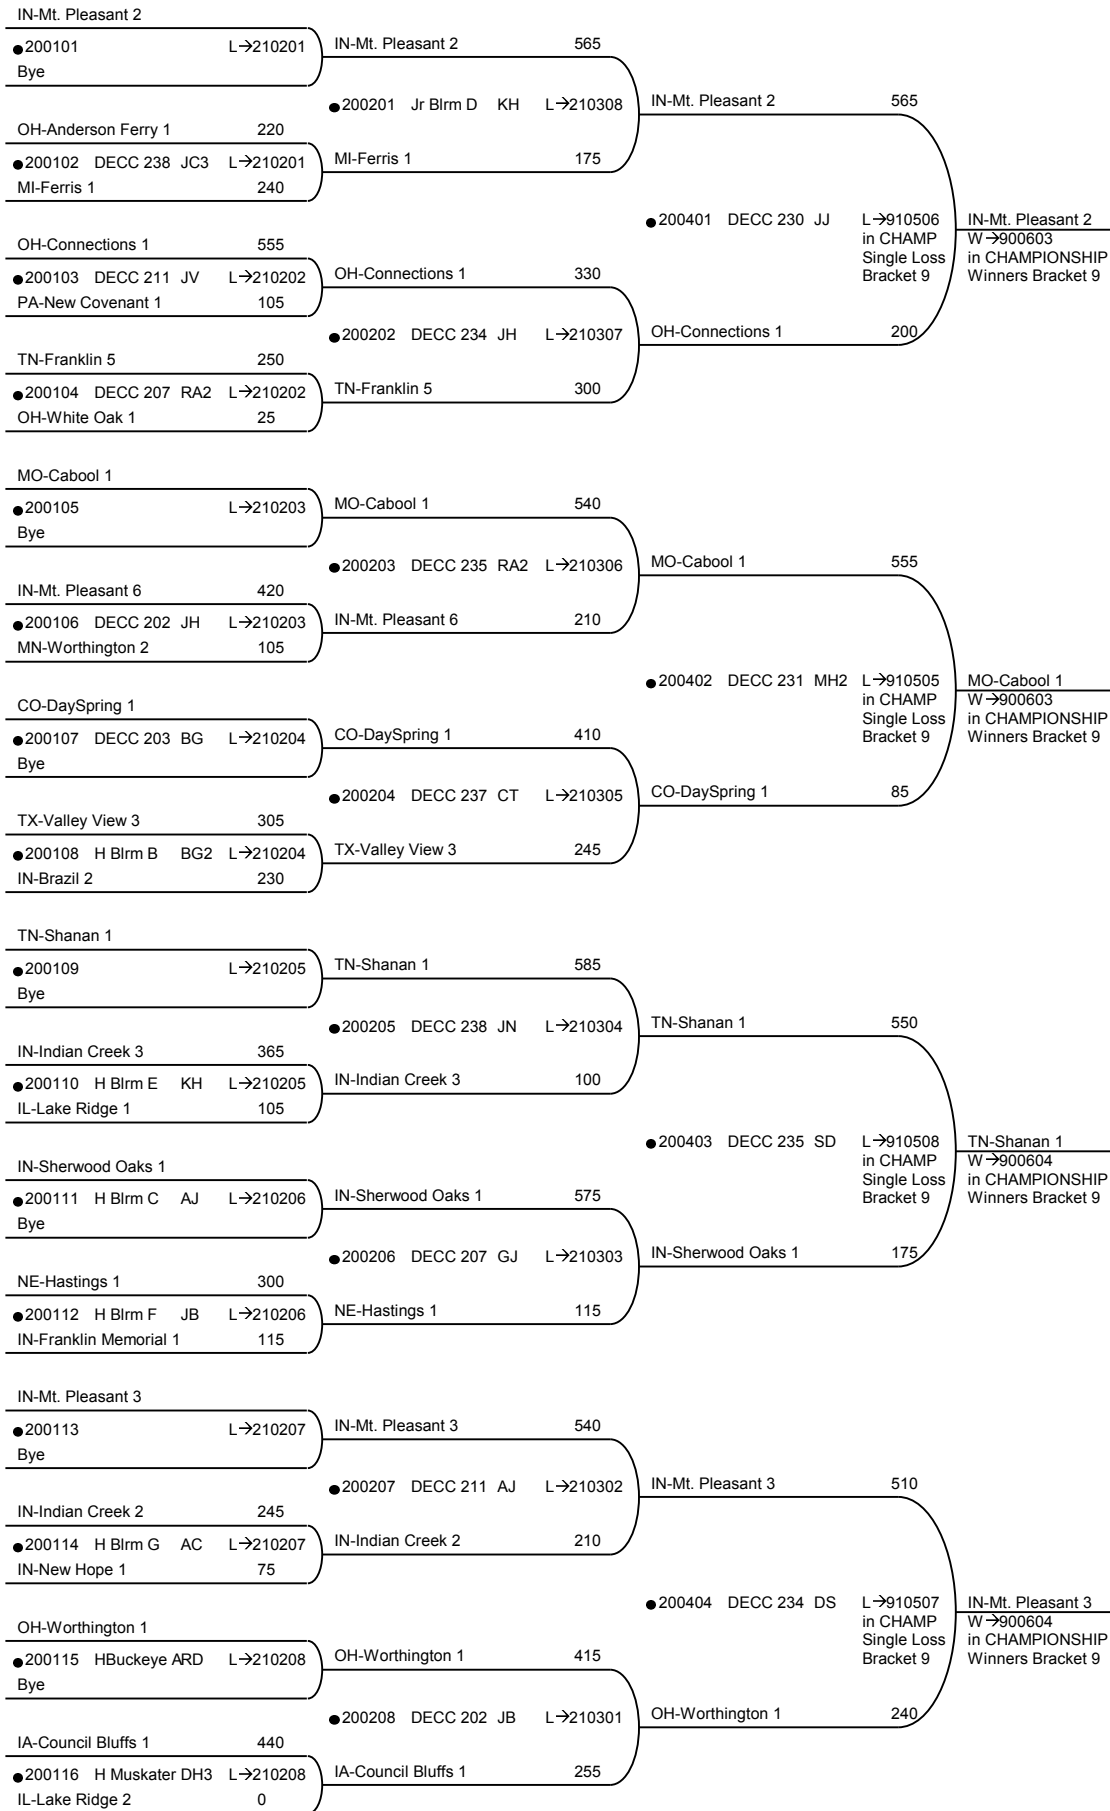 IN-Mt. Pleasant 2
●200101 L→210201
Bye
OH-Anderson Ferry 1 220
●200102 DECC 238 JC3 L→210201
MI-Ferris 1 240
OH-Connections 1 555
●200103 DECC 211 JV L→210202
PA-New Covenant 1 105
TN-Franklin 5 250
●200104 DECC 207 RA2 L→210202
OH-White Oak 1 25
MO-Cabool 1
●200105 L→210203
Bye
IN-Mt. Pleasant 6 420
●200106 DECC 202 JH L→210203
MN-Worthington 2 105
CO-DaySpring 1
●200107 DECC 203 BG L→210204
Bye
TX-Valley View 3 305
●200108 H Blrm B BG2 L→210204
IN-Brazil 2 230
TN-Shanan 1
●200109 L→210205
Bye
IN-Indian Creek 3 365
●200110 H Blrm E KH L→210205
IL-Lake Ridge 1 105
IN-Sherwood Oaks 1
●200111 H Blrm C AJ L→210206
Bye
NE-Hastings 1 300
●200112 H Blrm F JB L→210206
IN-Franklin Memorial 1 115
IN-Mt. Pleasant 3
●200113 L→210207
Bye
IN-Indian Creek 2 245
●200114 H Blrm G AC L→210207
IN-New Hope 1 75
OH-Worthington 1
●200115 HBuckeye ARD L→210208
Bye
IA-Council Bluffs 1 440
●200116 H Muskater DH3 L→210208
IL-Lake Ridge 2 0
IN-Mt. Pleasant 2 565
●200201 Jr Blrm D KH L→210308
MI-Ferris 1 175
OH-Connections 1 330
●200202 DECC 234 JH L→210307
TN-Franklin 5 300
MO-Cabool 1 540
●200203 DECC 235 RA2 L→210306
IN-Mt. Pleasant 6 210
CO-DaySpring 1 410
●200204 DECC 237 CT L→210305
TX-Valley View 3 245
TN-Shanan 1 585
●200205 DECC 238 JN L→210304
IN-Indian Creek 3 100
IN-Sherwood Oaks 1 575
●200206 DECC 207 GJ L→210303
NE-Hastings 1 115
IN-Mt. Pleasant 3 540
●200207 DECC 211 AJ L→210302
IN-Indian Creek 2 210
OH-Worthington 1 415
●200208 DECC 202 JB L→210301
IA-Council Bluffs 1 255
IN-Mt. Pleasant 2 565
●200401 DECC 230 JJ L→910506
in CHAMP
Single Loss
Bracket 9
OH-Connections 1 200
MO-Cabool 1 555
●200402 DECC 231 MH2 L→910505
in CHAMP
Single Loss
Bracket 9
CO-DaySpring 1 85
TN-Shanan 1 550
●200403 DECC 235 SD L→910508
in CHAMP
Single Loss
Bracket 9
IN-Sherwood Oaks 1 175
IN-Mt. Pleasant 3 510
●200404 DECC 234 DS L→910507
in CHAMP
Single Loss
Bracket 9
OH-Worthington 1 240
IN-Mt. Pleasant 2
W→900603
in CHAMPIONSHIP
Winners Bracket 9
MO-Cabool 1
W→900603
in CHAMPIONSHIP
Winners Bracket 9
TN-Shanan 1
W→900604
in CHAMPIONSHIP
Winners Bracket 9
IN-Mt. Pleasant 3
W→900604
in CHAMPIONSHIP
Winners Bracket 9